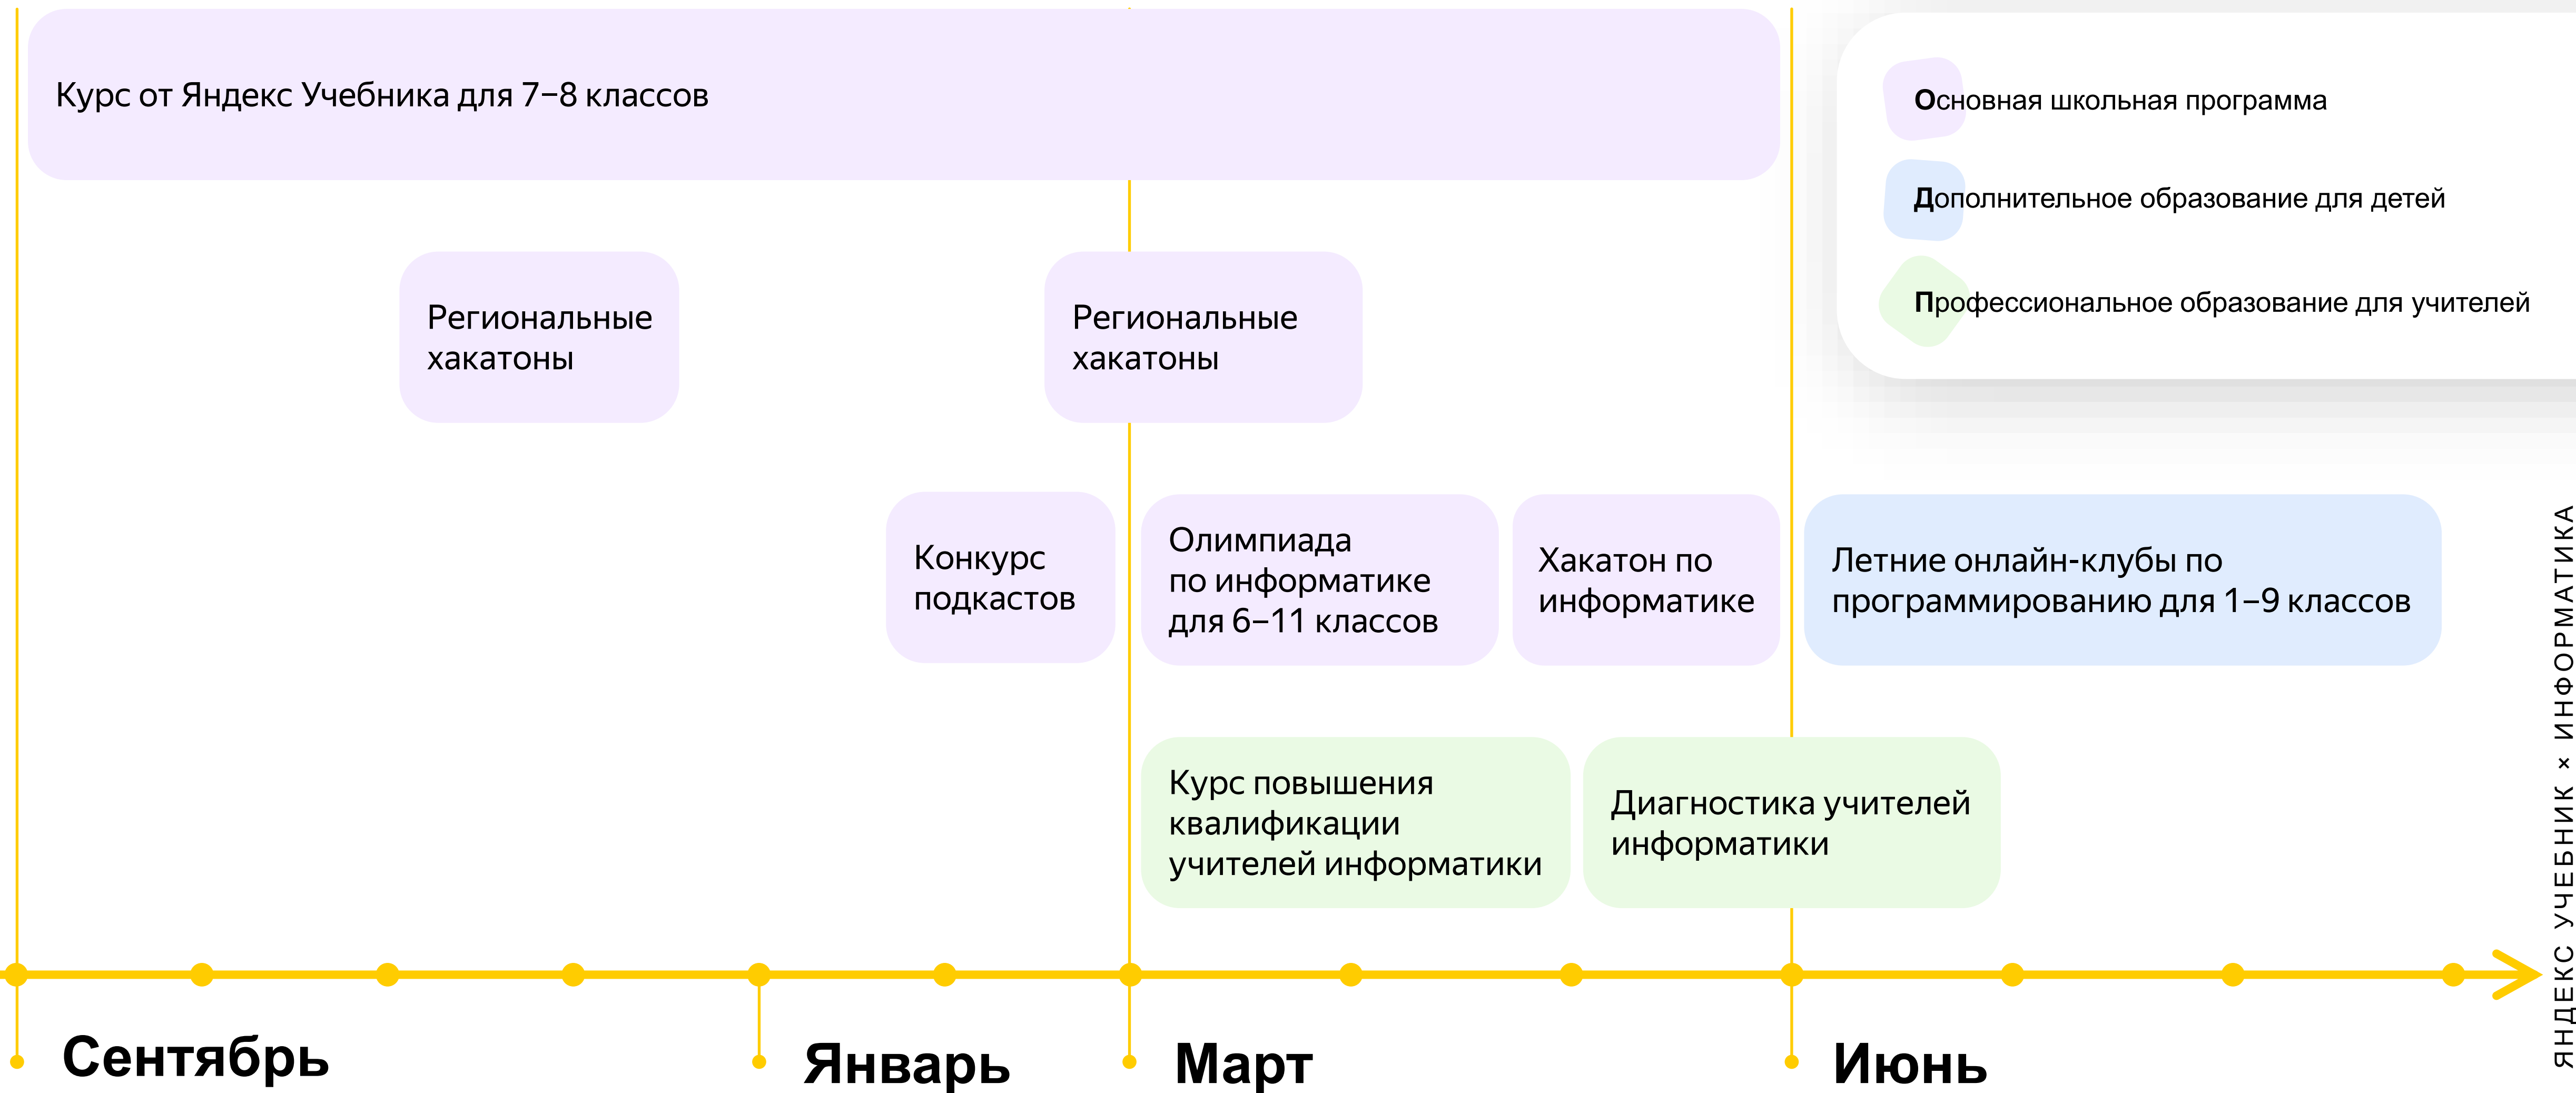 Курс от Яндекс Учебника для 7–8 классов
Основная школьная программа
Дополнительное образование для детей
Профессиональное образование для учителей
Региональные
хакатоны
Региональные
хакатоны
Конкурс
подкастов
Олимпиада
по информатике
для 6–11 классов
Хакатон по
информатике
Летние онлайн-клубы по
программированию для 1–9 классов
Курс повышения
квалификации
учителей информатики
Диагностика учителей
информатики
Сентябрь
Январь
Март
Июнь
ЯНДЕКС УЧЕБНИК × ИНФОРМАТИКА